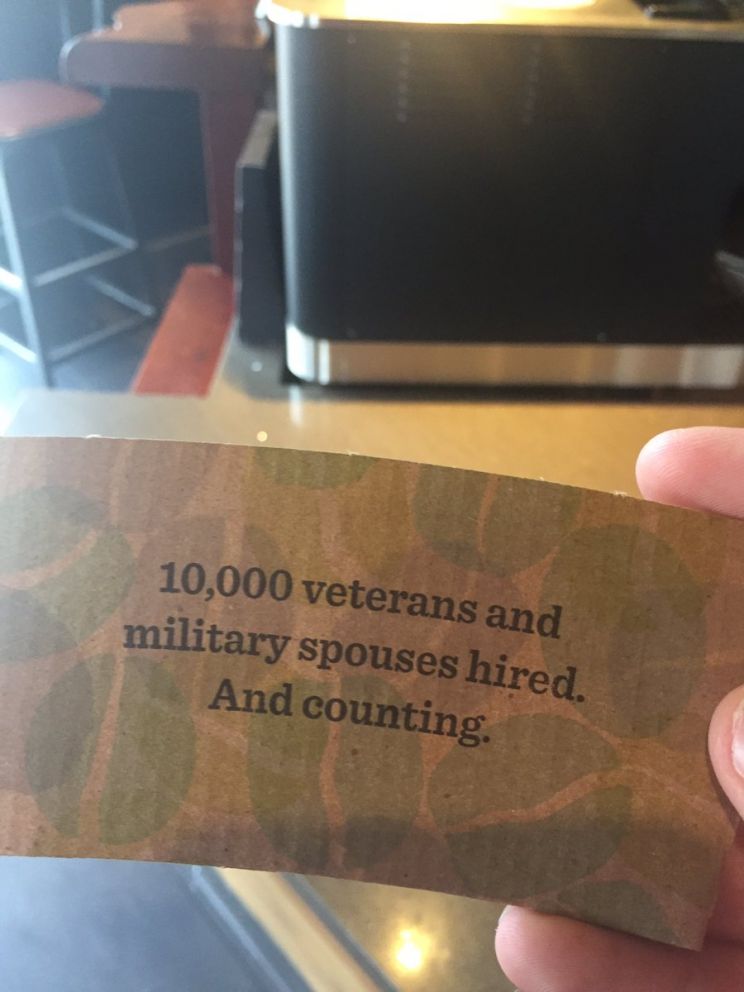 10,000 veterans and
military spouses hired.
And counting.